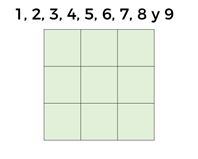 1, 2, 3, 4, 5, 6, 7, 8 y 9